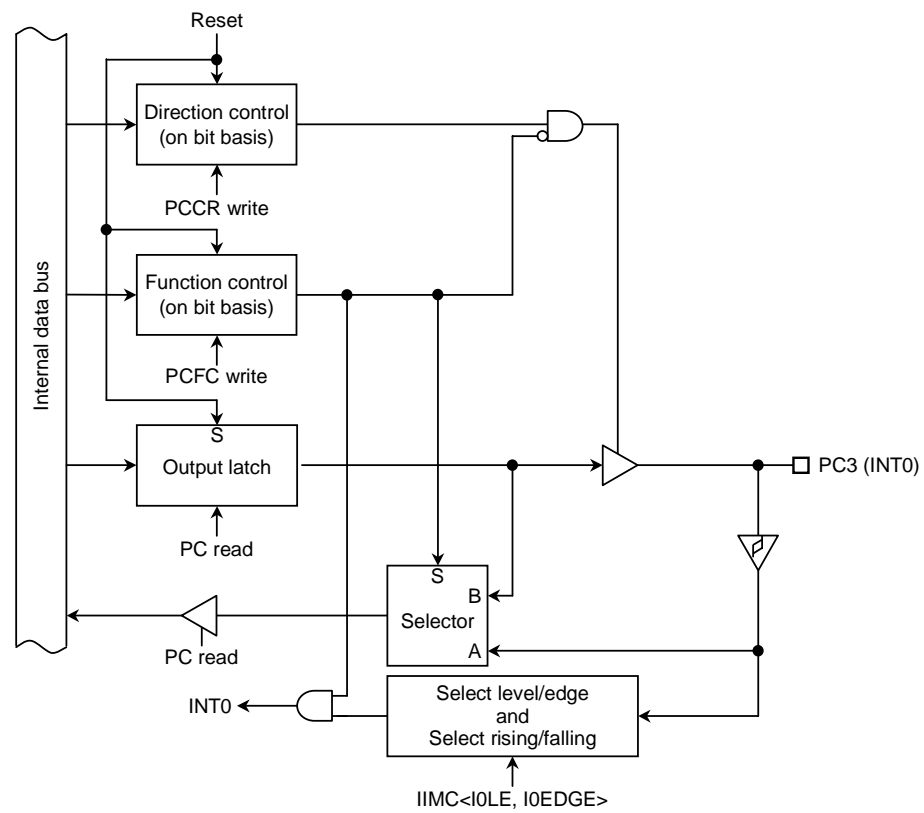 Reset
Direction control
(on bit basis)
PCCR write
Internal data bus
Function control
(on bit basis)
PCFC write
S
Output latch
PC3 (INT0)
PC read
S
B
Selector
A
PC read
INT0
Select level/edge
and
Select rising/falling
IIMC<I0LE, I0EDGE>